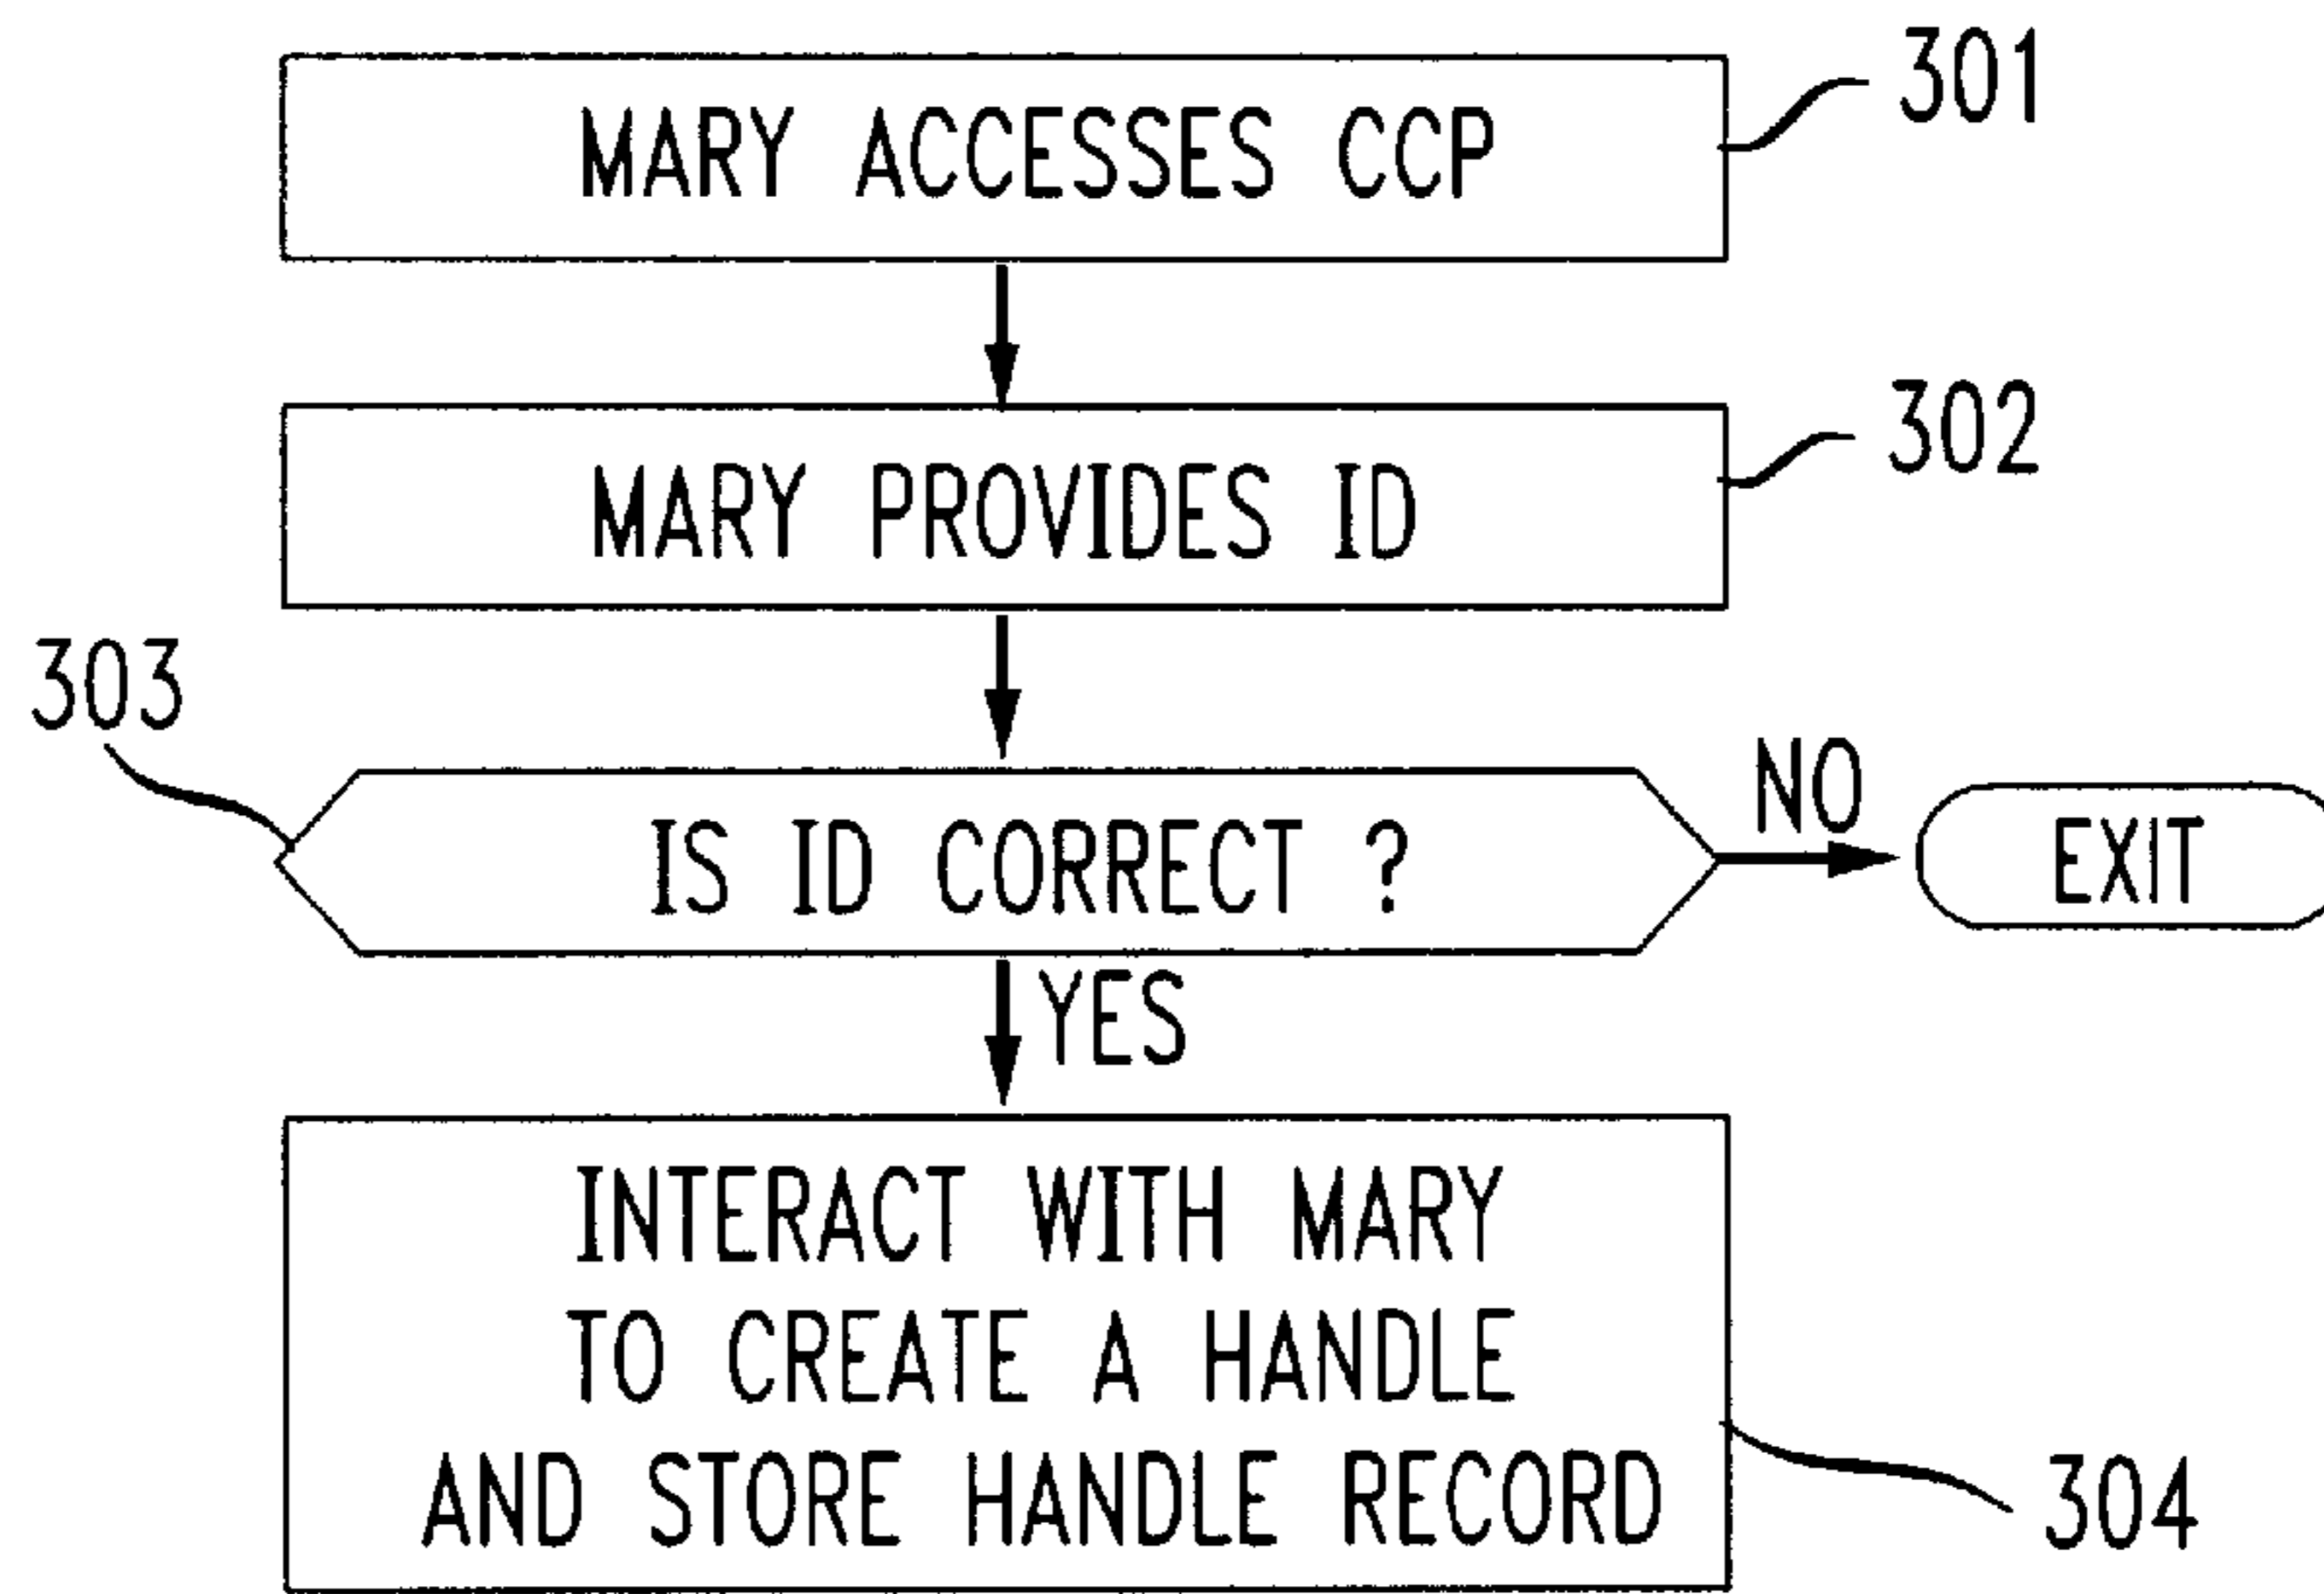 MARY ACCESSES CCP
301
MARY PROVIDES ID
302
303
IS ID CORRECT ?
NO
EXIT
YES
INTERACT WITH MARY
TO CREATE A HANDLE
AND STORE HANDLE RECORD
304